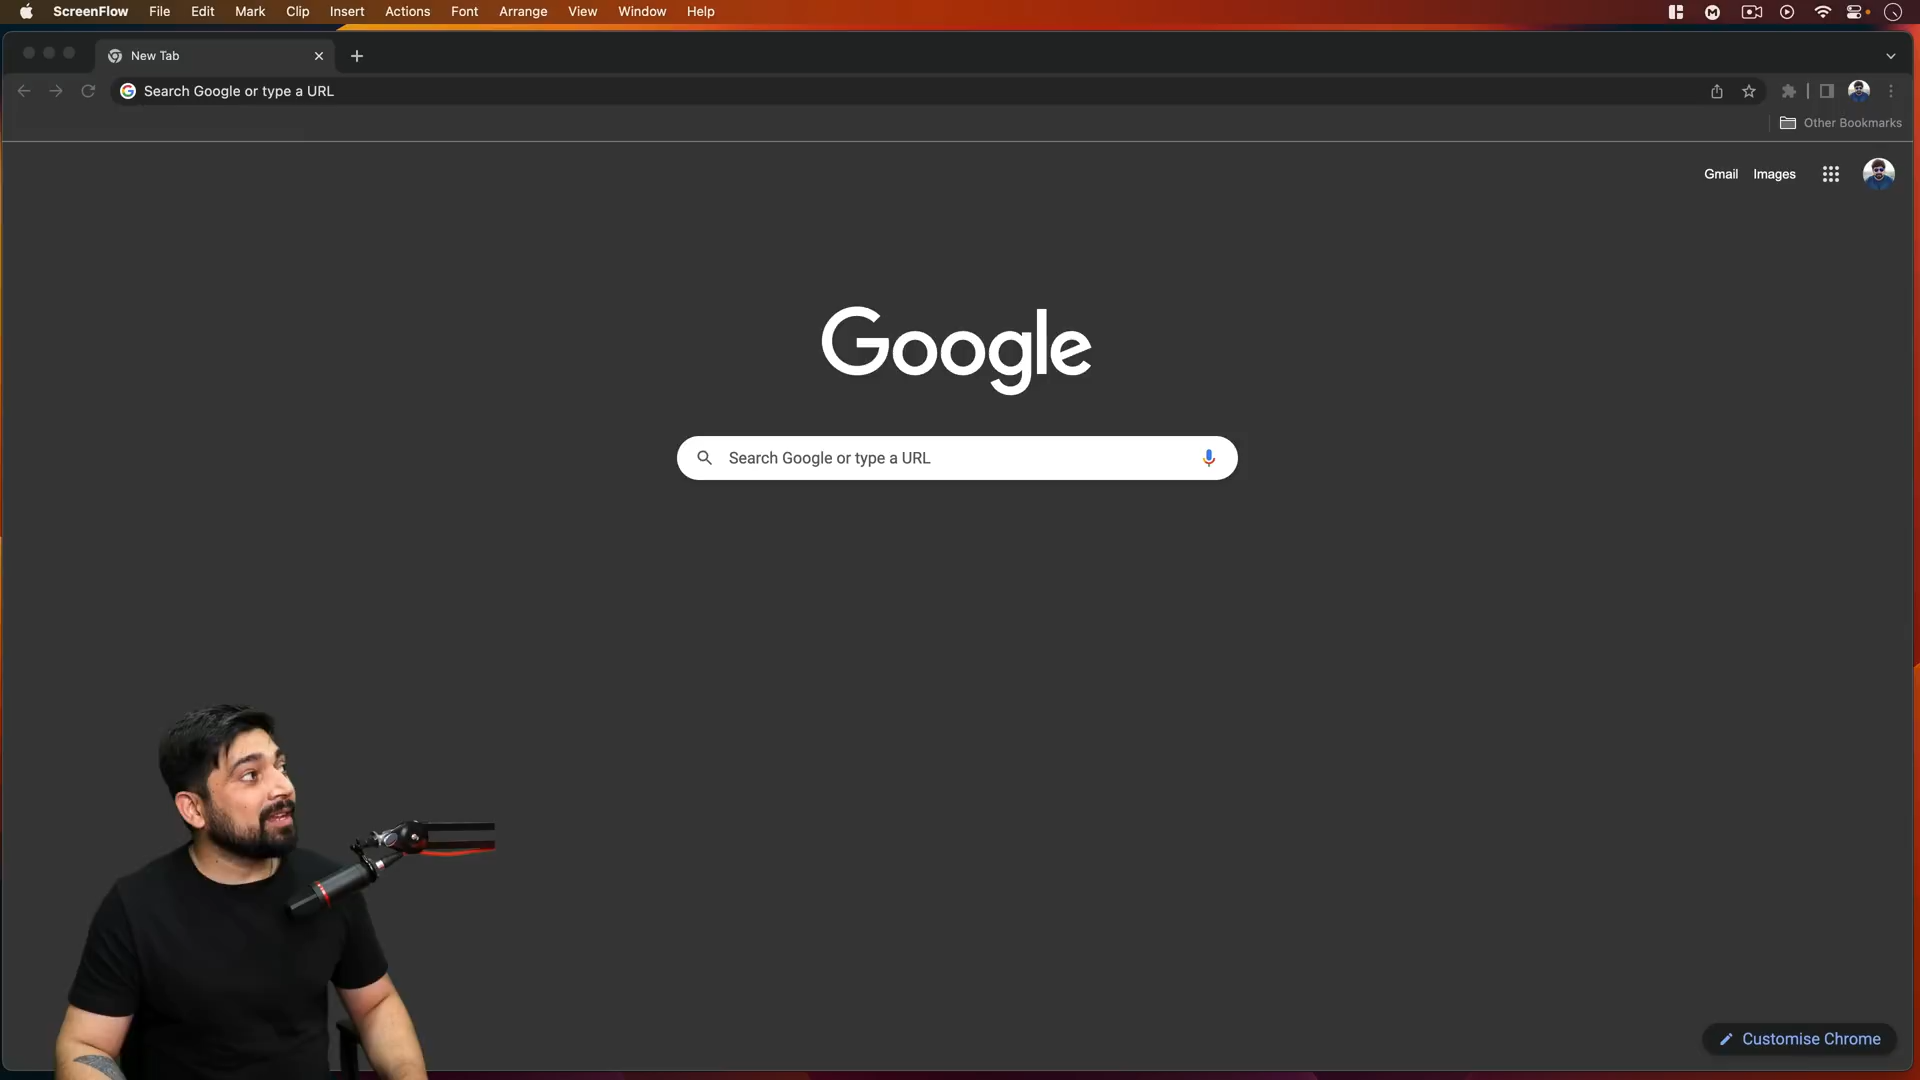 ScreenFlow File Edit Mark Clip Insert Actions Font Arrange View Window Help
New Tab
Search Google or type a URL
Other Bookmarks
Gmail Images
Google
Search Google or type a URL
Customise Chrome